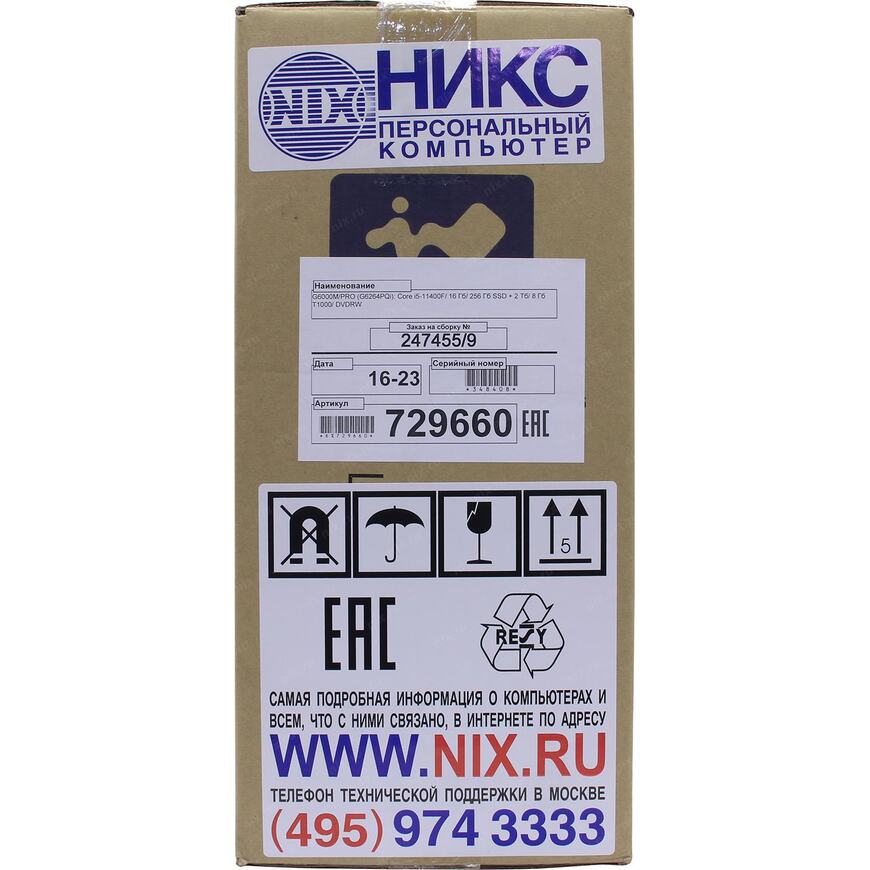 NIX
НИКС
ПЕРСОНАЛЬНЫЙ
КОМПЬЮТЕР
Наименование
G6000M/PRO (G6264PQi): Core i5-11400F/ 16 Гб/ 256 Гб SSD + 2 Тб/ 8 Гб
T1000/ DVDRW
Заказ на сборку №
247455/9
Дата
16-23
Серийный номер
*348408*
Артикул
*6X729660*
729660 EAC
5
EAC
RESY
САМАЯ ПОДРОБНАЯ ИНФОРМАЦИЯ О КОМПЬЮТЕРАХ И
ВСЕМ, ЧТО С НИМИ СВЯЗАНО, В ИНТЕРНЕТЕ ПО АДРЕСУ
WWW.NIX.RU
ТЕЛЕФОН ТЕХНИЧЕСКОЙ ПОДДЕРЖКИ В МОСКВЕ
(495) 974 3333